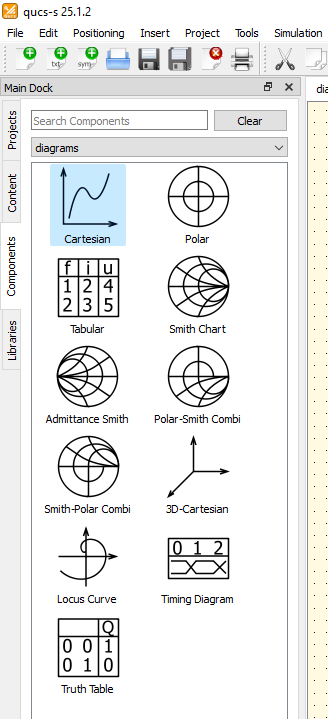 qucs-s 25.1.2
File Edit Positioning Insert Project Tools Simulation
txt sym
Main Dock
Search Components Clear
dia
diagrams
Projects
Content
Components
Libraries
Cartesian Polar
f i u
1 2 4
2 3 5
Tabular Smith Chart
Admittance Smith Polar-Smith Combi
Smith-Polar Combi 3D-Cartesian
0 1 2
Locus Curve Timing Diagram
Q
0 0 1
0 1 0
Truth Table